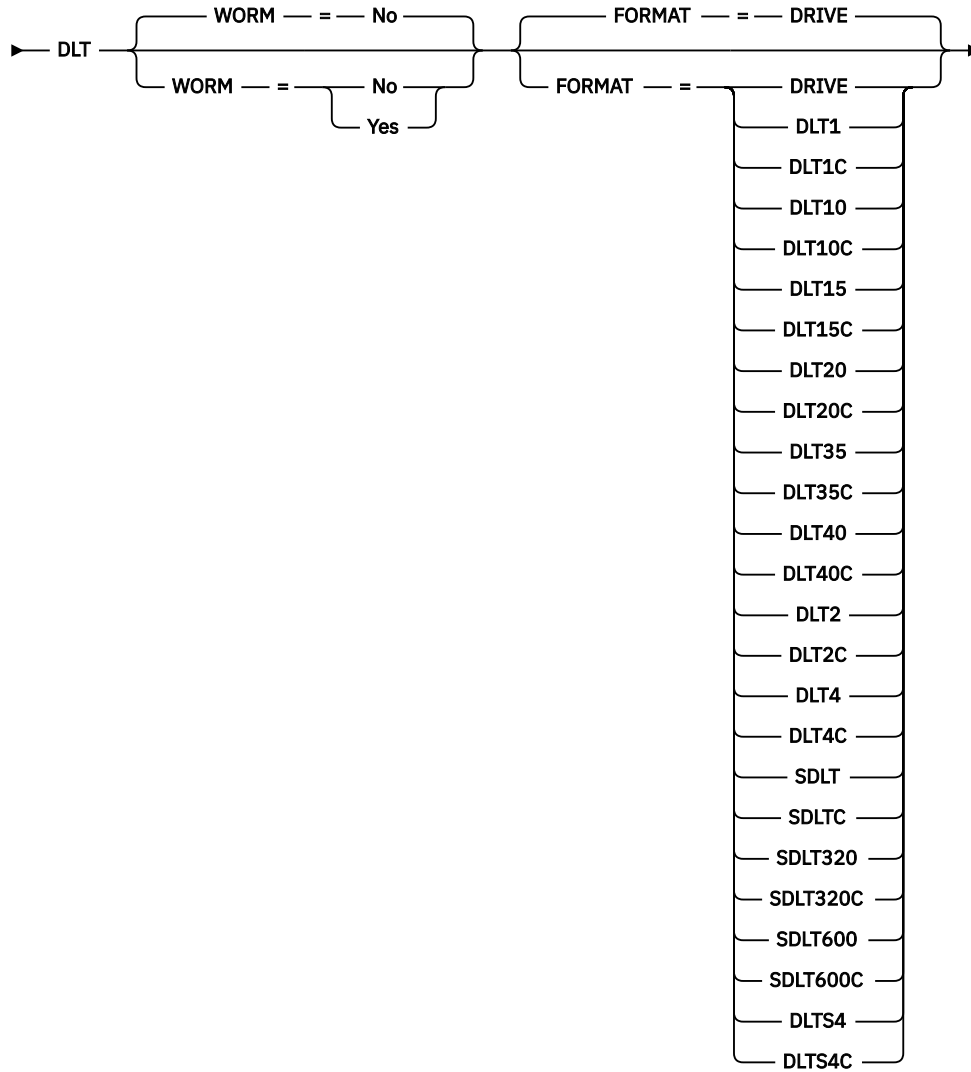 WORM = No FORMAT = DRIVE
DLT
WORM = No FORMAT = DRIVE
Yes DLT1
DLT1C
DLT10
DLT10C
DLT15
DLT15C
DLT20
DLT20C
DLT35
DLT35C
DLT40
DLT40C
DLT2
DLT2C
DLT4
DLT4C
SDLT
SDLTC
SDLT320
SDLT320C
SDLT600
SDLT600C
DLTS4
DLTS4C